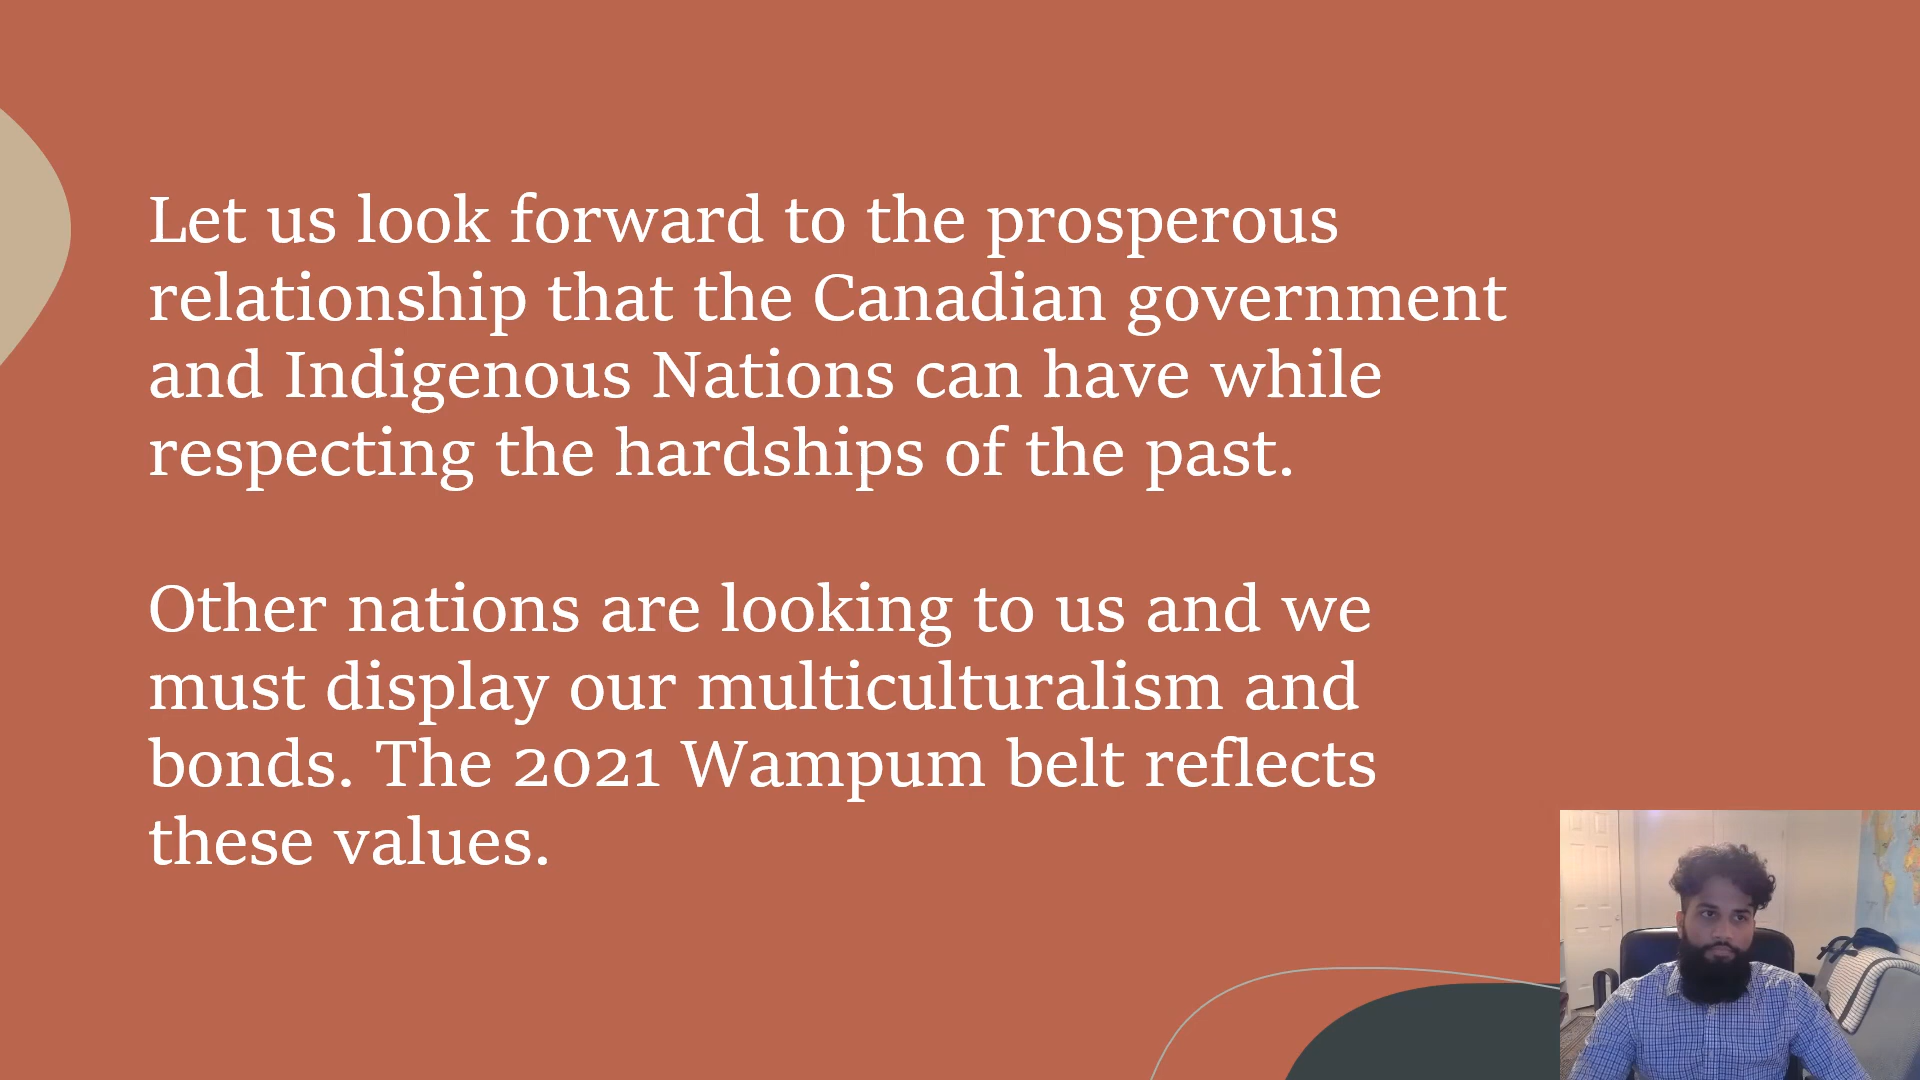 Let us look forward to the prosperous
relationship that the Canadian government
and Indigenous Nations can have while
respecting the hardships of the past.
Other nations are looking to us and we
must display our multiculturalism and
bonds. The 2021 Wampum belt reflects
these values.